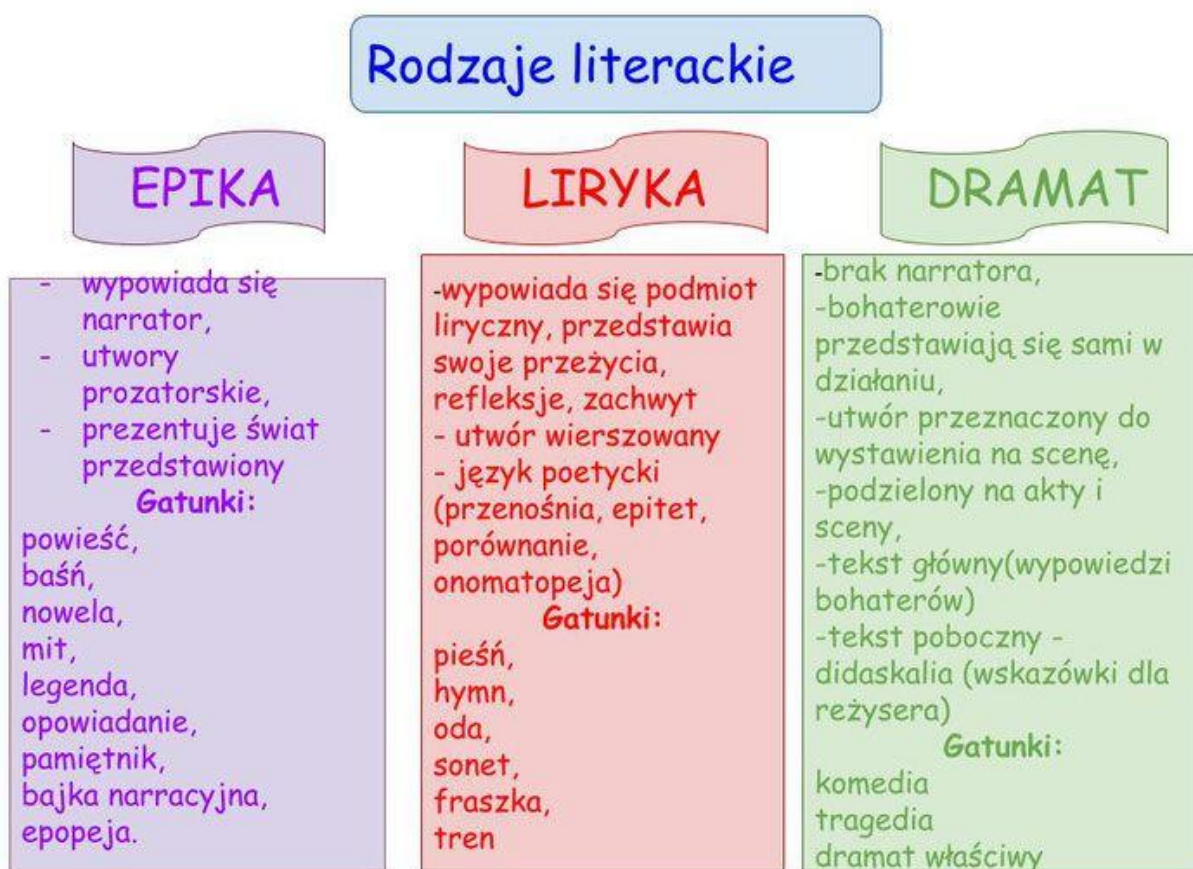 Rodzaje literackie
EPIKA
- wypowiada się
narrator,
- utwory
prozatorskie,
- prezentuje świat
przedstawiony
Gatunki:
powieść,
baśń,
nowela,
mit,
legenda,
opowiadanie,
pamiętnik,
bajka narracyjna,
epopeja.
LIRYKA
-wypowiada się podmiot
liryczny, przedstawia
swoje przeżycia,
refleksje, zachwyt
- utwór wierszowany
- język poetycki
(przenośnia, epitet,
porównanie,
onomatopeja)
Gatunki:
pieśń,
hymn,
oda,
sonet,
fraszka,
tren
DRAMAT
-brak narratora,
-bohaterowie
przedstawiają się sami w
działaniu,
-utwór przeznaczony do
wystawienia na scenę,
-podzielony na akty i
sceny,
-tekst główny(wypowiedzi
bohaterów)
-tekst poboczny -
didaskalia (wskazówki dla
reżysera)
Gatunki:
komedia
tragedia
dramat właściwy